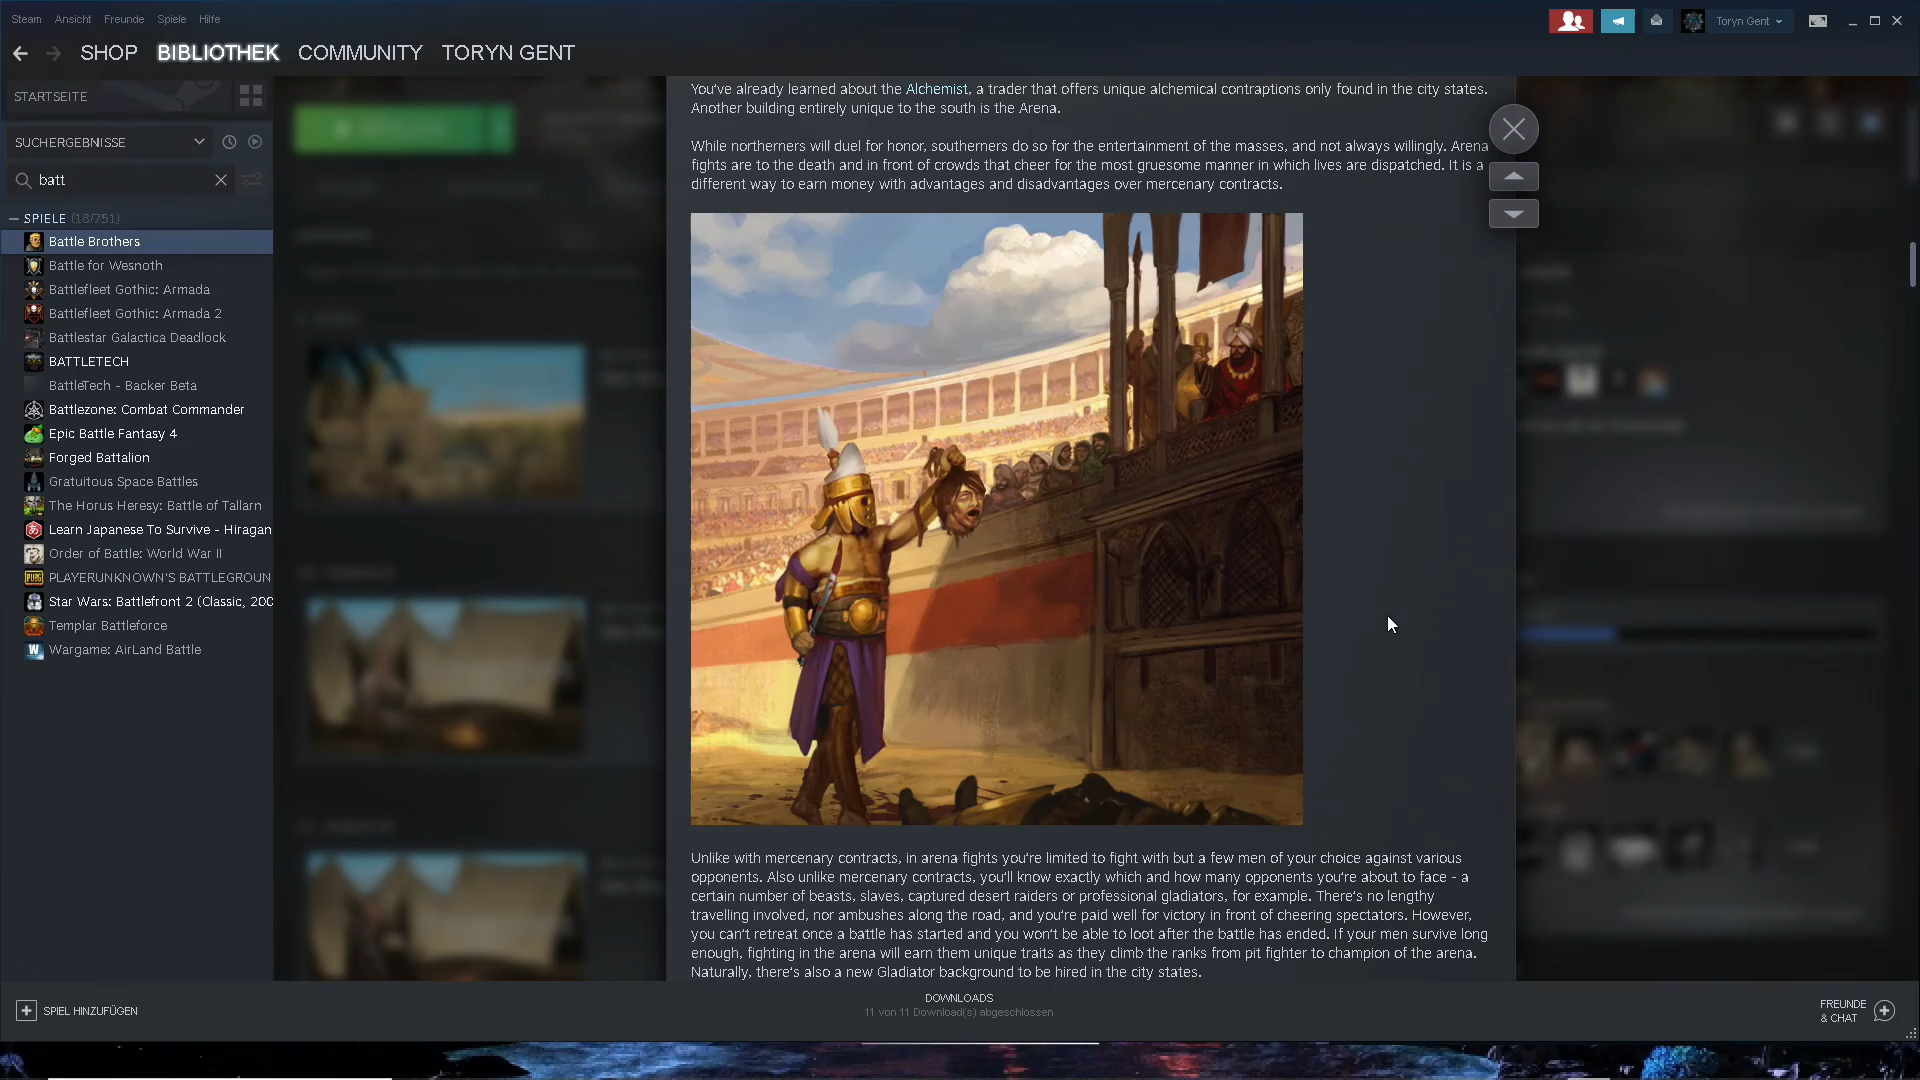 Steam Ansicht Freunde Spiele Hilfe
Toryn Gent
SHOP BIBLIOTHEK COMMUNITY TORYN GENT
STARTSEITE
SUCHERGEBNISSE
batt
SPIELE (18/751)
Battle Brothers
Battle for Wesnoth
Battlefleet Gothic: Armada
Battlefleet Gothic: Armada 2
Battlestar Galactica Deadlock
BATTLETECH
BattleTech - Backer Beta
Battlezone: Combat Commander
Epic Battle Fantasy 4
Forged Battalion
Gratuitous Space Battles
The Horus Heresy: Battle of Tallarn
Learn Japanese To Survive - Hiragan
Order of Battle: World War II
PLAYERUNKNOWN'S BATTLEGROUN
Star Wars: Battlefront 2 (Classic, 200
Templar Battleforce
Wargame: AirLand Battle
You've already learned about the Alchemist, a trader that offers unique alchemical contraptions only found in the city states.
Another building entirely unique to the south is the Arena.
While northerners will duel for honor, southerners do so for the entertainment of the masses, and not always willingly. Arena
fights are to the death and in front of crowds that cheer for the most gruesome manner in which lives are dispatched. It is a
different way to earn money with advantages and disadvantages over mercenary contracts.
Unlike with mercenary contracts, in arena fights you're limited to fight with but a few men of your choice against various
opponents. Also unlike mercenary contracts, you'll know exactly which and how many opponents you're about to face - a
certain number of beasts, slaves, captured desert raiders or professional gladiators, for example. There's no lengthy
travelling involved, nor ambushes along the road, and you're paid well for victory in front of cheering spectators. However,
you can't retreat once a battle has started and you won't be able to loot after the battle has ended. If your men survive long
enough, fighting in the arena will earn them unique traits as they climb the ranks from pit fighter to champion of the arena.
Naturally, there's also a new Gladiator background to be hired in the city states.
SPIEL HINZUFÜGEN
DOWNLOADS
11 von 11 Download(s) abgeschlossen
FREUNDE
& CHAT